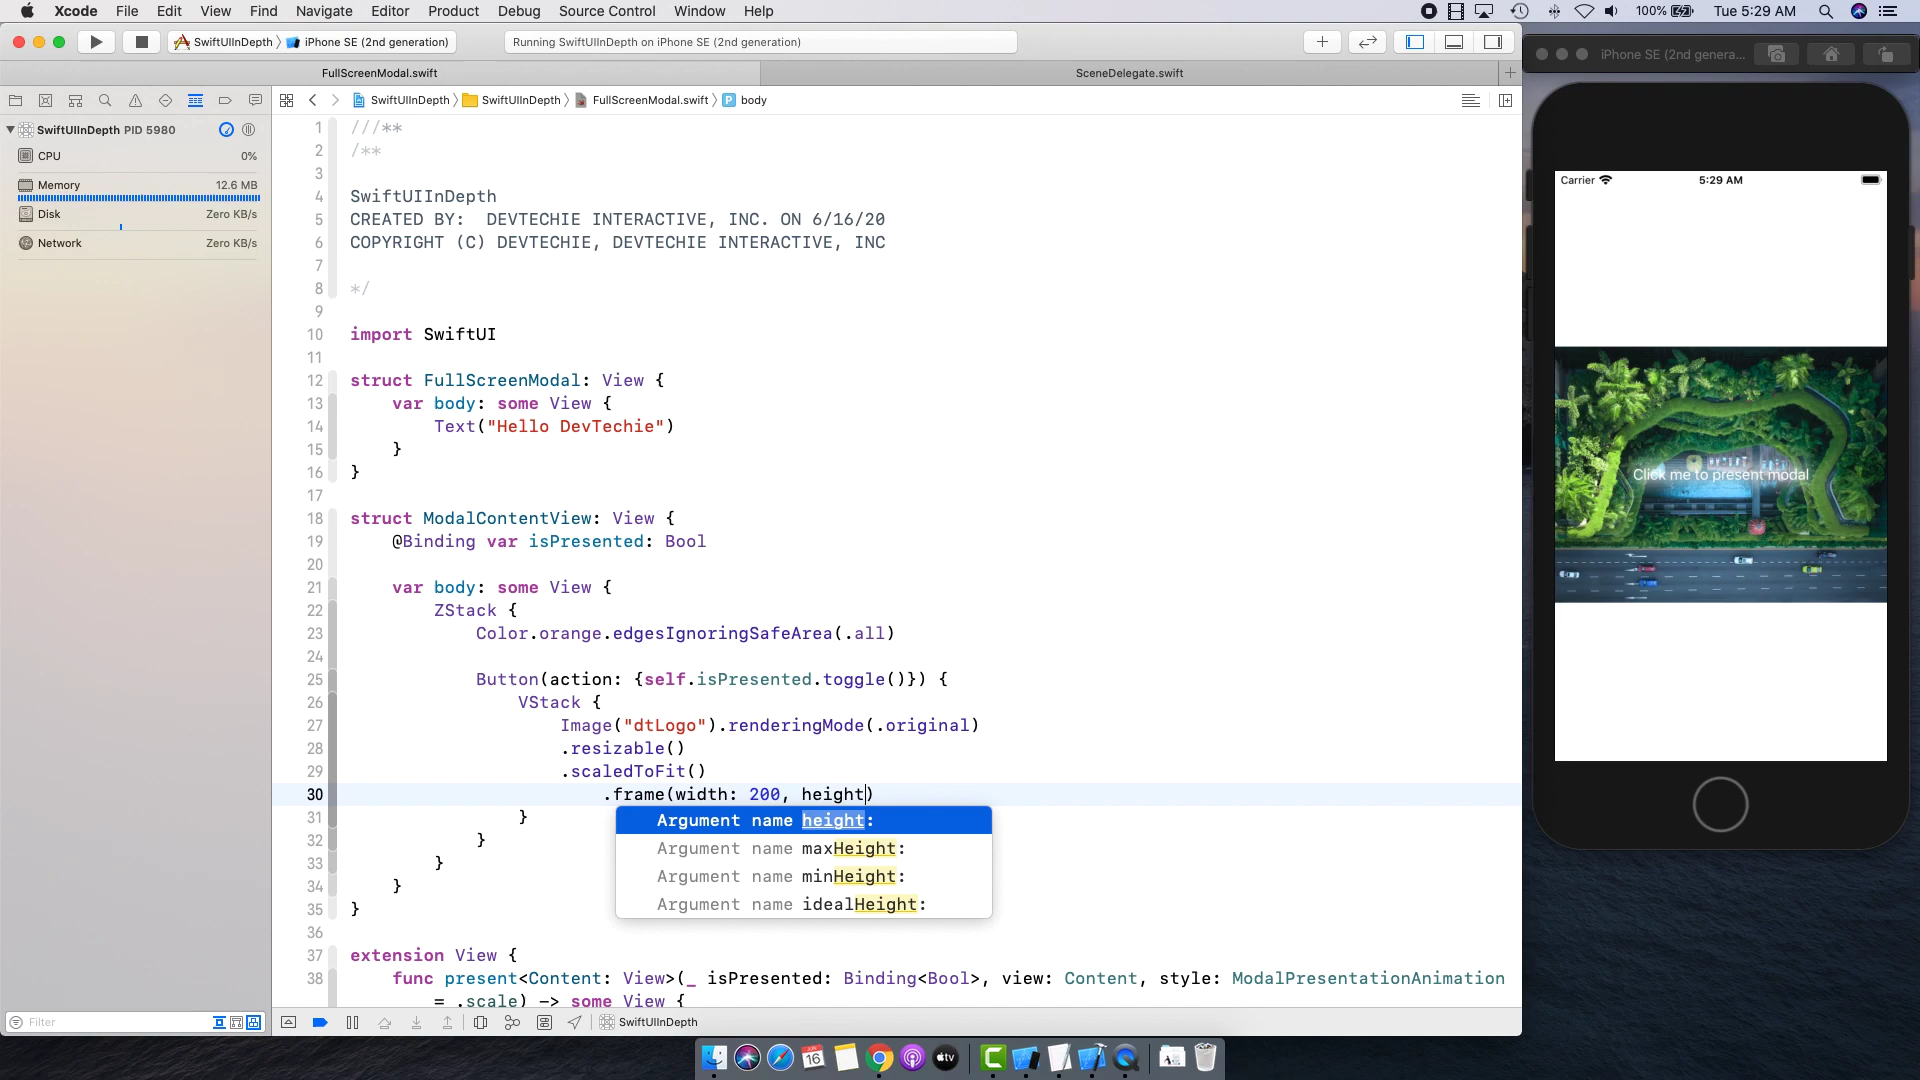 Xcode File Edit View Find Navigate Editor Product Debug Source Control Window Help 100% Tue 5:29 AM
SwiftUIInDepth iPhone SE (2nd generation) Running SwiftUIInDepth on iPhone SE (2nd generation)
iPhone SE (2nd genera...
FullScreenModal.swift SceneDelegate.swift
SwiftUIInDepth SwiftUIInDepth FullScreenModal.swift P body
SwiftUIInDepth PID 5980
CPU 0%
Memory 12.6 MB
Disk Zero KB/s
Network Zero KB/s
1 ///**
2 /**
3
4 SwiftUIInDepth
5 CREATED BY: DEVTECHIE INTERACTIVE, INC. ON 6/16/20
6 COPYRIGHT (C) DEVTECHIE, DEVTECHIE INTERACTIVE, INC
7
8 */
9
10 import SwiftUI
11
12 struct FullScreenModal: View {
13 var body: some View {
14 Text("Hello DevTechie")
15 }
16 }
17
18 struct ModalContentView: View {
19 @Binding var isPresented: Bool
20
21 var body: some View {
22 ZStack {
23 Color.orange.edgesIgnoringSafeArea(.all)
24
25 Button(action: {self.isPresented.toggle()}) {
26 VStack {
27 Image("dtLogo").renderingMode(.original)
28 .resizable()
29 .scaledToFit()
30 .frame(width: 200, height)
31 }
32 }
33 }
34 }
35 }
36
37 extension View {
38 func present<Content: View>(_ isPresented: Binding<Bool>, view: Content, style: ModalPresentationAnimation
= .scale) -> some View {
Argument name height:
Argument name maxHeight:
Argument name minHeight:
Argument name idealHeight:
Filter
SwiftUIInDepth
Carrier 5:29 AM
Click me to present modal
16
tv